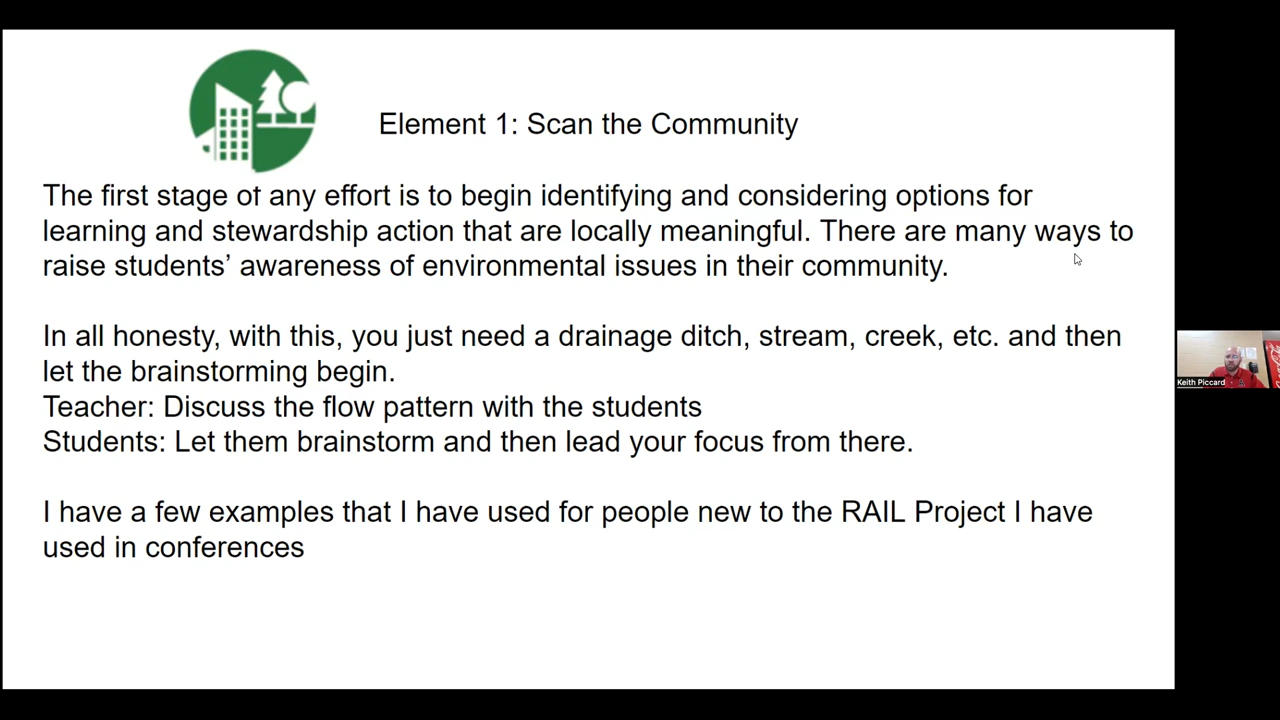 Element 1: Scan the Community
The first stage of any effort is to begin identifying and considering options for
learning and stewardship action that are locally meaningful. There are many ways to
raise students’ awareness of environmental issues in their community.
In all honesty, with this, you just need a drainage ditch, stream, creek, etc. and then
let the brainstorming begin.
Teacher: Discuss the flow pattern with the students
Students: Let them brainstorm and then lead your focus from there.
I have a few examples that I have used for people new to the RAIL Project I have
used in conferences
Keith Piccard